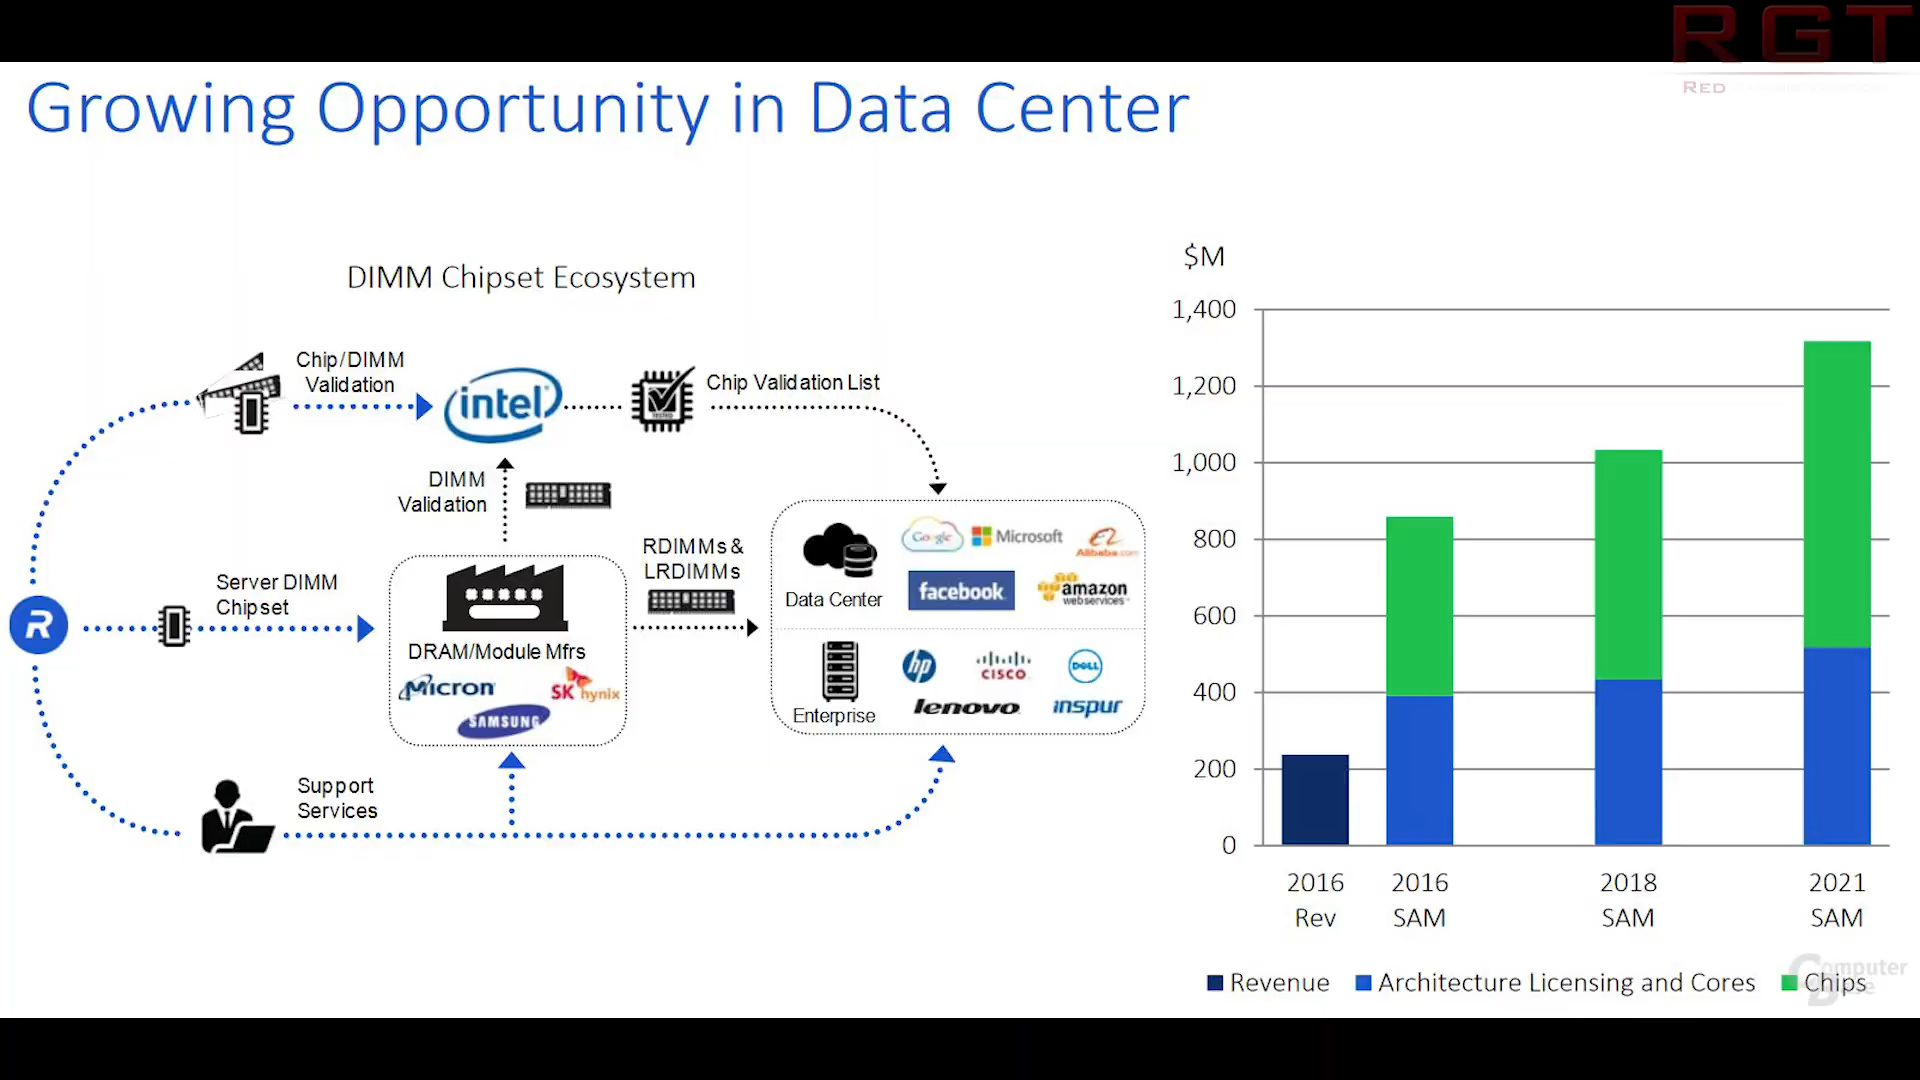 RGT
RED
Growing Opportunity in Data Center
DIMM Chipset Ecosystem
Chip/DIMM
Validation
intel
TESTED
Chip Validation List
DIMM
Validation
RDIMMs &
LRDIMMs
Server DIMM
Chipset
R
DRAM/Module Mfrs
Micron
SK hynix
SAMSUNG
Support
Services
Data Center
Google
Microsoft
Alibaba.com
facebook
amazon
webservices
Enterprise
hp
CISCO
DELL
lenovo
inspur
$M
1,400
1,200
1,000
800
600
400
200
0
2016
Rev
2016
SAM
2018
SAM
2021
SAM
Revenue
Architecture Licensing and Cores
Chips
Computer
Base